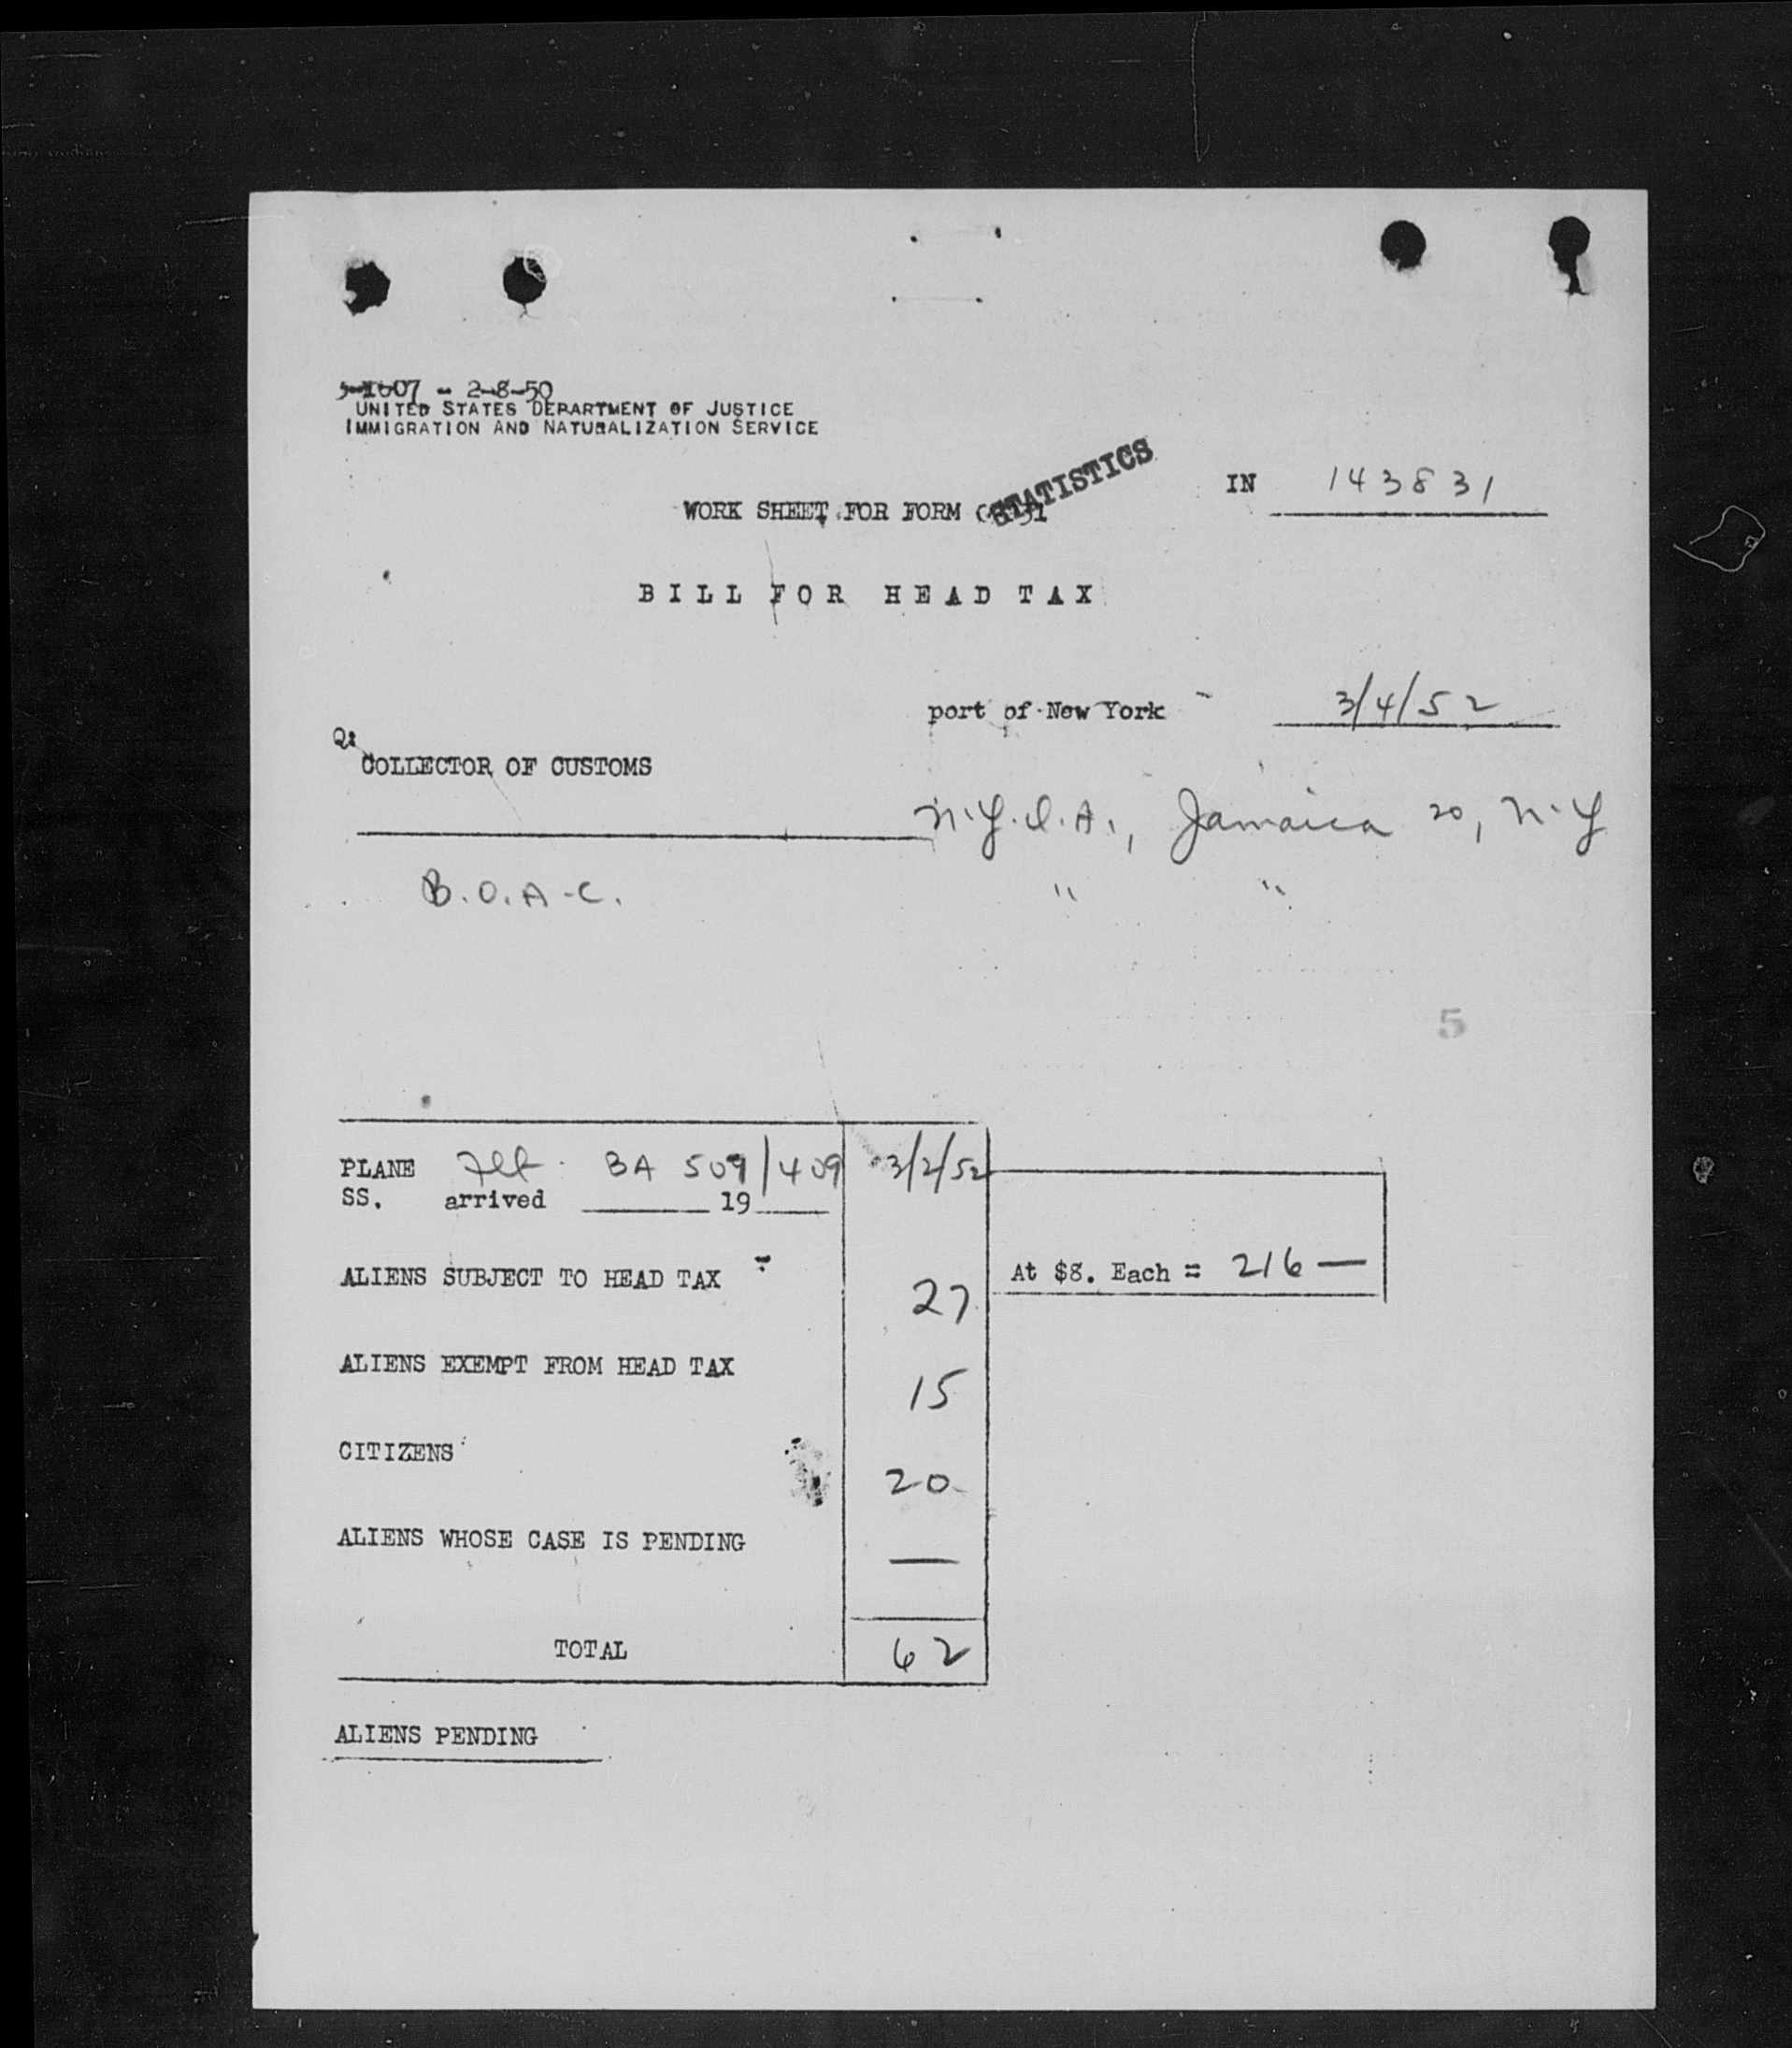 1607 - 2-8-50
UNITED STATES DEPARTMENT OF JUSTICE
IMMIGRATION AND NATURALIZATION SERVICE
STATISTICS
IN 143831
WORK SHEET FOR FORM
BILL FOR HEAD TAX
port of New York 3/4/52
COLLECTOR OF CUSTOMS
N.Y.I.A., Jamaica 20, N.Y
B.O.A.C. " "
5
PLANE Flt. BA 509/409 3/2/52
SS. arrived ______ 19___
At $8. Each = 216 —
ALIENS SUBJECT TO HEAD TAX 27
ALIENS EXEMPT FROM HEAD TAX 15
CITIZENS 20
ALIENS WHOSE CASE IS PENDING —
TOTAL 62
ALIENS PENDING